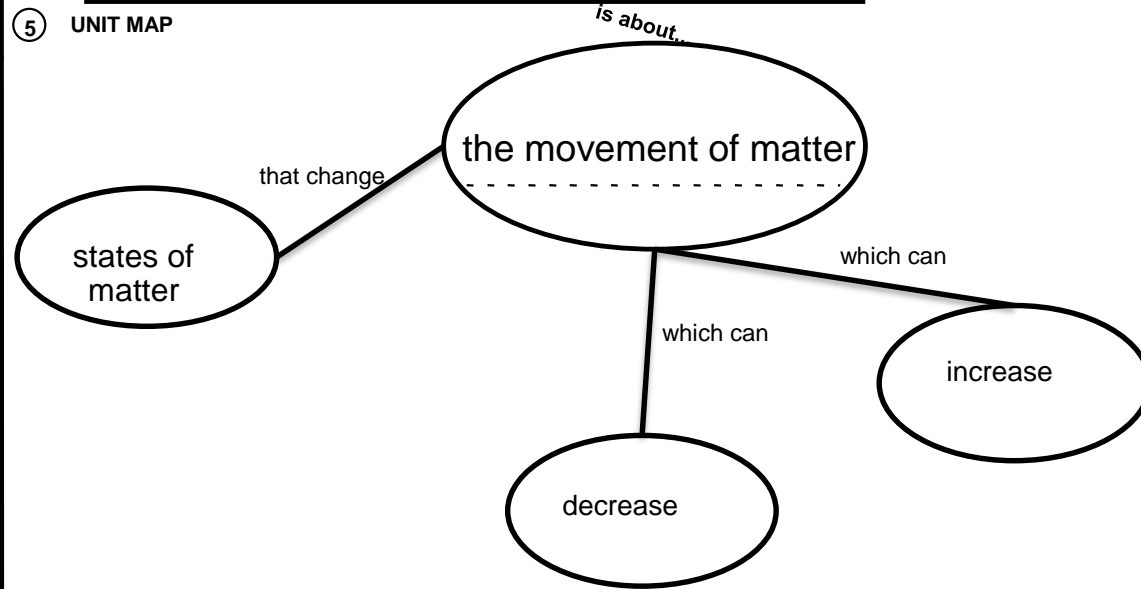 5 UNIT MAP
is about...
the movement of matter
that change
states of
matter
which can
which can
increase
decrease